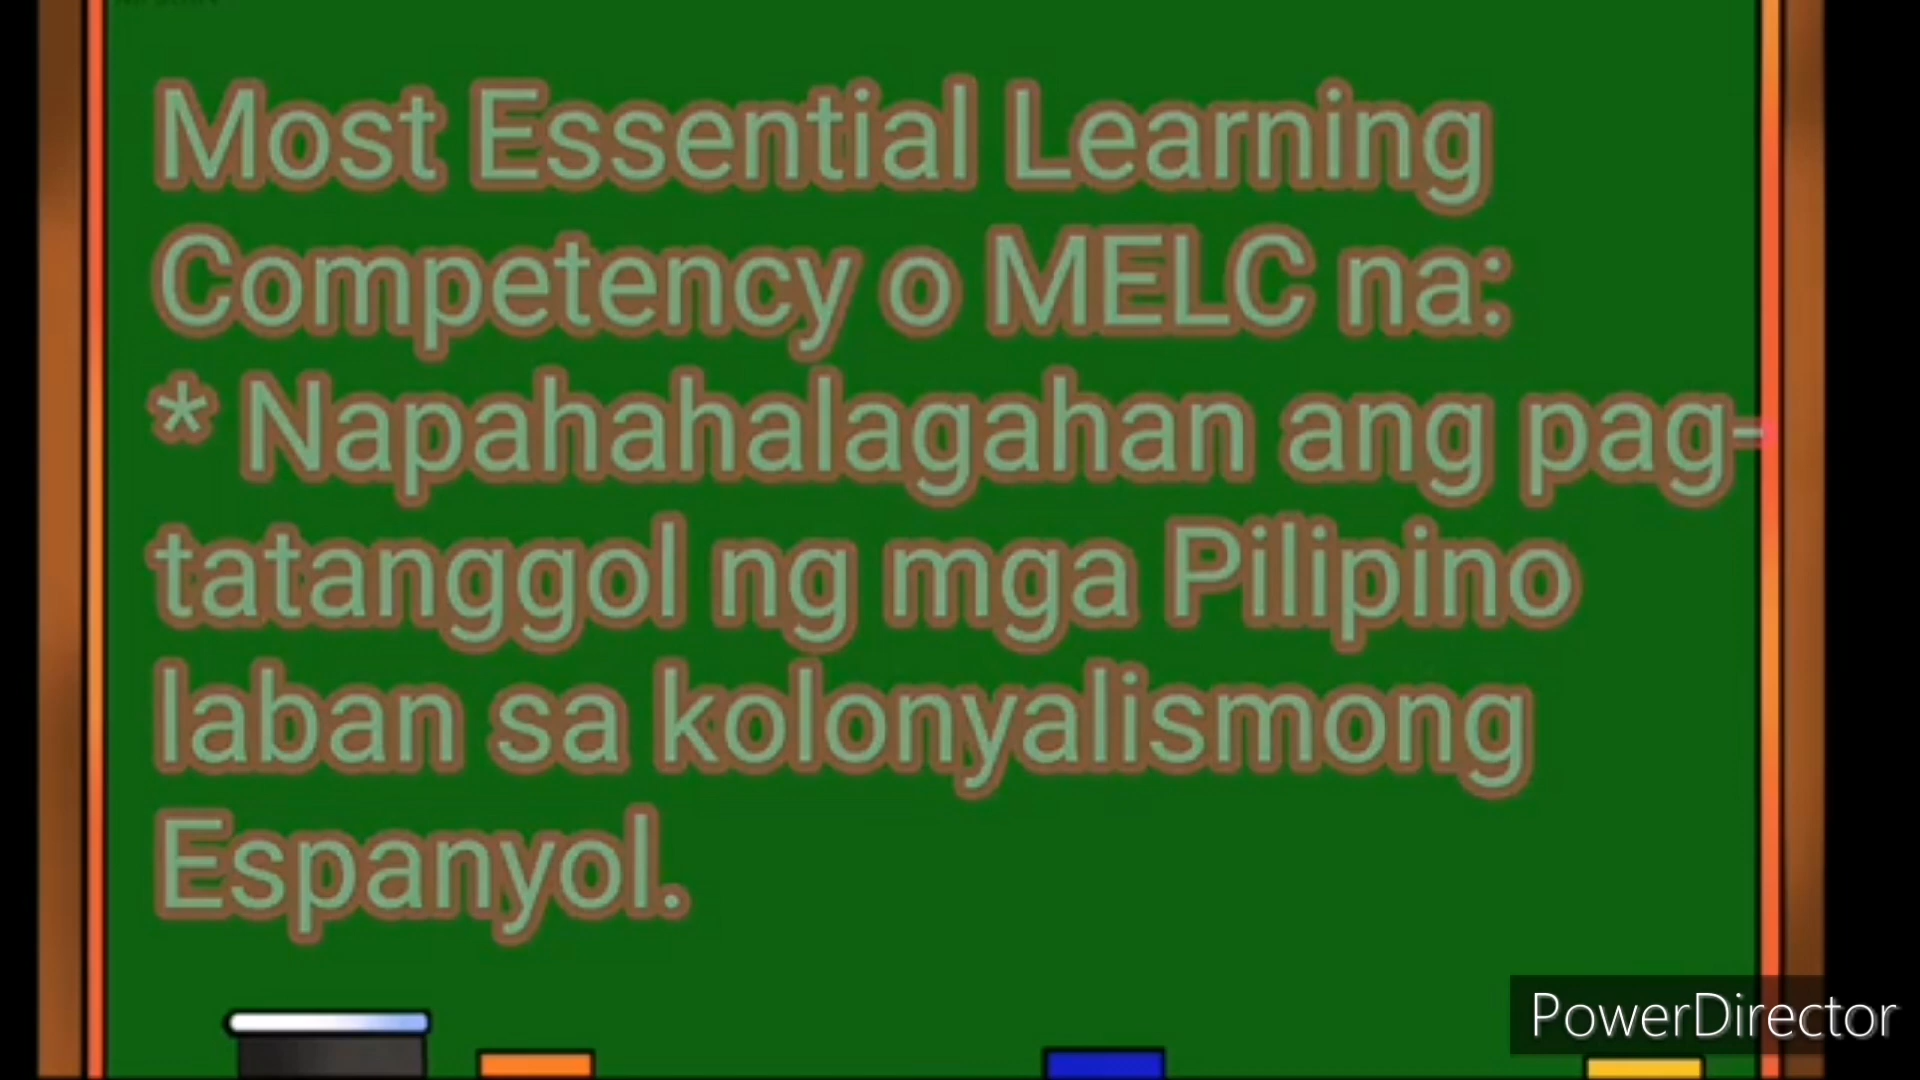 Most Essential Learning
Competency o MELC na:
* Napahahalagahan ang pag-
tatanggol ng mga Pilipino
laban sa kolonyalismong
Espanyol.
PowerDirector